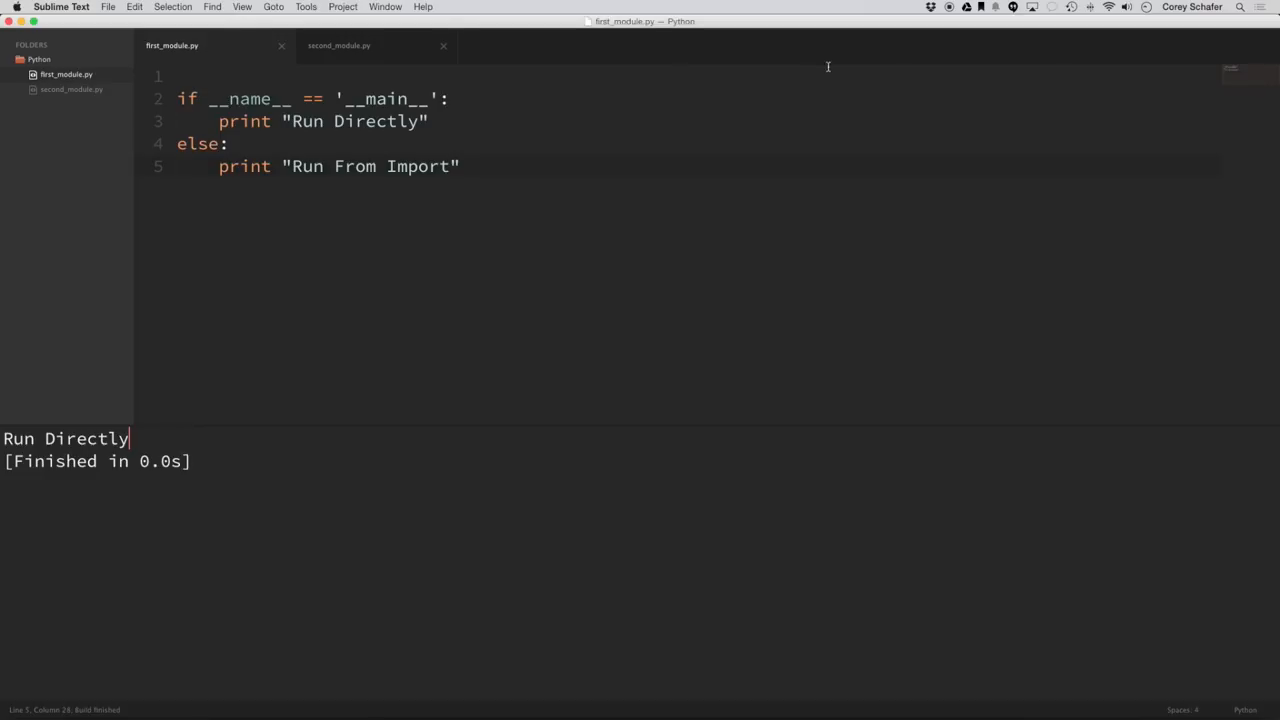 Sublime Text File Edit Selection Find View Goto Tools Project Window Help Corey Schafer
first_module.py — Python
FOLDERS
Python
first_module.py
second_module.py
first_module.py
second_module.py
1
2 if __name__ == '__main__':
3 print "Run Directly"
4 else:
5 print "Run From Import"
Run Directly
[Finished in 0.0s]
Line 5, Column 28, Build finished
Spaces: 4
Python